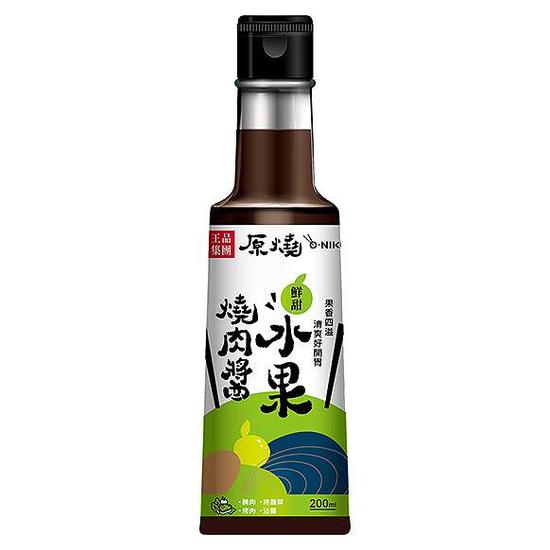 王品
集團
原燒
O·NIKU
鮮甜
水果
燒肉醬
果香四溢
清爽好開胃
• 醃肉 • 烤蔬菜
• 烤肉 • 沾醬
200ml